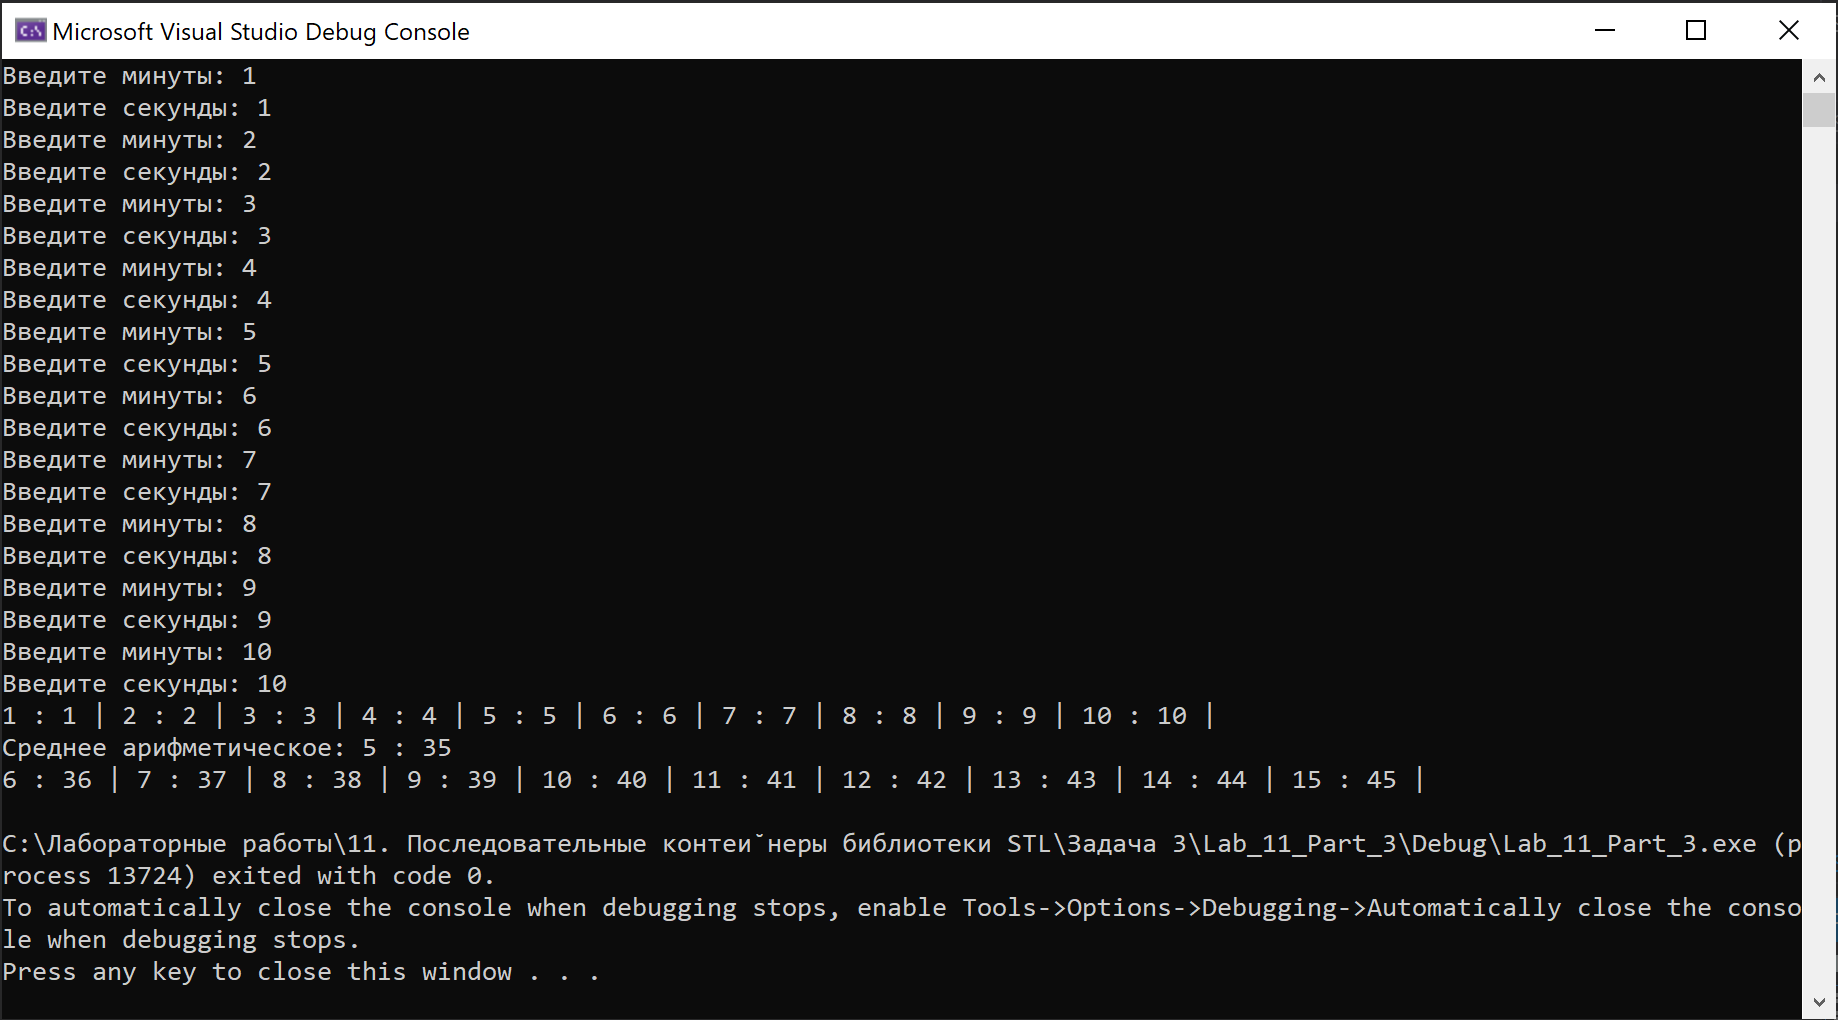 C:\ Microsoft Visual Studio Debug Console
Введите минуты: 1
Введите секунды: 1
Введите минуты: 2
Введите секунды: 2
Введите минуты: 3
Введите секунды: 3
Введите минуты: 4
Введите секунды: 4
Введите минуты: 5
Введите секунды: 5
Введите минуты: 6
Введите секунды: 6
Введите минуты: 7
Введите секунды: 7
Введите минуты: 8
Введите секунды: 8
Введите минуты: 9
Введите секунды: 9
Введите минуты: 10
Введите секунды: 10
1 : 1 | 2 : 2 | 3 : 3 | 4 : 4 | 5 : 5 | 6 : 6 | 7 : 7 | 8 : 8 | 9 : 9 | 10 : 10 |
Среднее арифметическое: 5 : 35
6 : 36 | 7 : 37 | 8 : 38 | 9 : 39 | 10 : 40 | 11 : 41 | 12 : 42 | 13 : 43 | 14 : 44 | 15 : 45 |
C:\Лабораторные работы\11. Последовательные контейнеры библиотеки STL\Задача 3\Lab_11_Part_3\Debug\Lab_11_Part_3.exe (p
rocess 13724) exited with code 0.
To automatically close the console when debugging stops, enable Tools->Options->Debugging->Automatically close the conso
le when debugging stops.
Press any key to close this window . . .